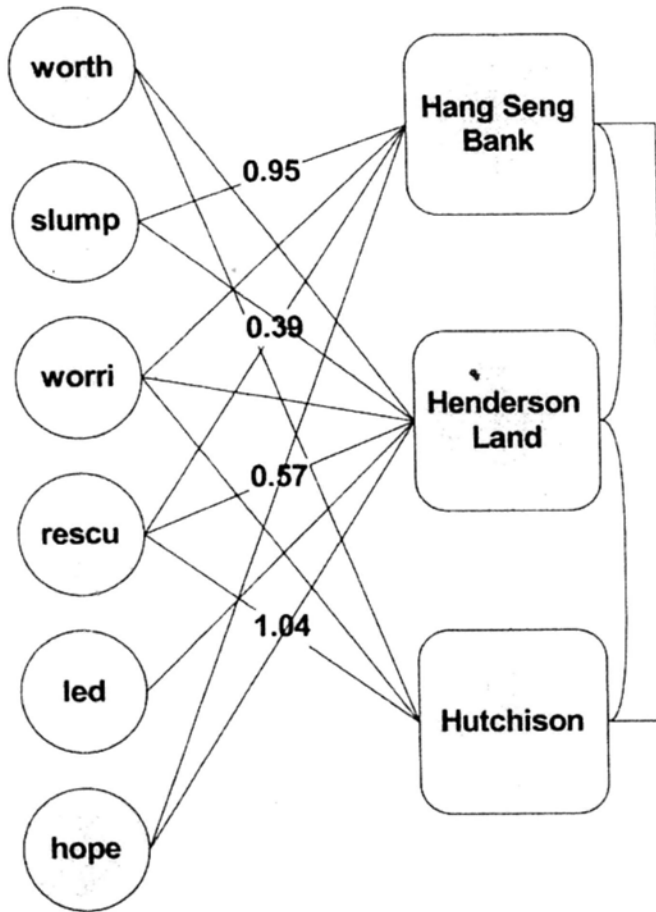 worth
slump
worri
rescu
led
hope
0.95
0.39
0.57
1.04
Hang Seng
Bank
Henderson
Land
Hutchison